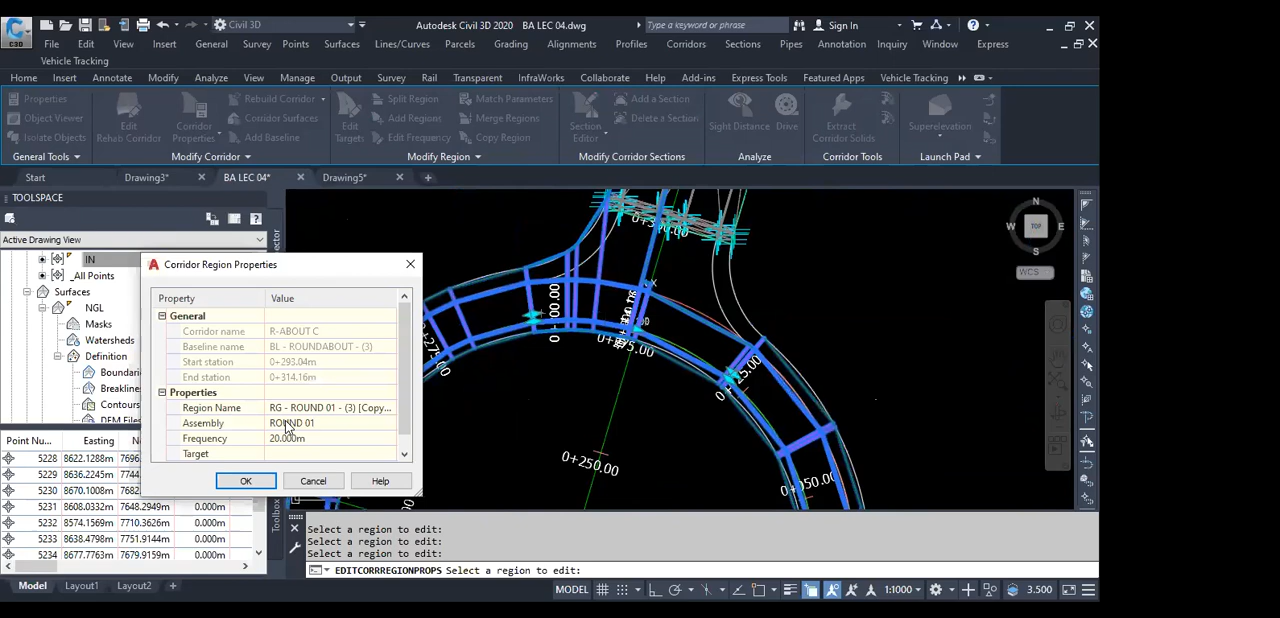 Civil 3D
Autodesk Civil 3D 2020 BA LEC 04.dwg
Type a keyword or phrase
Sign In
C3D
File Edit View Insert General Survey Points Surfaces Lines/Curves Parcels Grading Alignments Profiles Corridors Sections Pipes Annotation Inquiry Window Express
Vehicle Tracking
Home Insert Annotate Modify Analyze View Manage Output Survey Rail Transparent InfraWorks Collaborate Help Add-ins Express Tools Featured Apps Vehicle Tracking
Properties
Object Viewer
Isolate Objects
General Tools
Edit
Rehab Corridor
Corridor
Properties
Rebuild Corridor
Corridor Surfaces
Add Baseline
Modify Corridor
Edit
Targets
Split Region
Add Regions
Edit Frequency
Match Parameters
Merge Regions
Copy Region
Modify Region
Section
Editor
Add a Section
Delete a Section
Modify Corridor Sections
Sight Distance
Drive
Analyze
Extract
Corridor Solids
Corridor Tools
Superelevation
Launch Pad
Start
Drawing3*
BA LEC 04*
Drawing5*
TOOLSPACE
Active Drawing View
IN
_All Points
Surfaces
NGL
Masks
Watersheds
Definition
Boundari
Breakline
Contours
DEM Files
Point Nu... Easting
5228 8622.1288m
5229 8636.2245m
5230 8670.1008m
5231 8608.0332m 7648.2949m 0.000m
5232 8574.1569m 7710.3626m 0.000m
5233 8638.4798m 7751.9144m 0.000m
5234 8677.7763m 7679.9159m 0.000m
Toolbox
Corridor Region Properties
Property Value
General
Corridor name R-ABOUT C
Baseline name BL - ROUNDABOUT - (3)
Start station 0+293.04m
End station 0+314.16m
Properties
Region Name RG - ROUND 01 - (3) [Copy...
Assembly ROUND 01
Frequency 20.000m
Target
OK
Cancel
Help
0+275.00
0+250.00
N
W
TOP
E
S
WCS
Select a region to edit:
Select a region to edit:
Select a region to edit:
EDITCORRREGIONPROPS Select a region to edit:
Model Layout1 Layout2
MODEL
1:1000
3.500